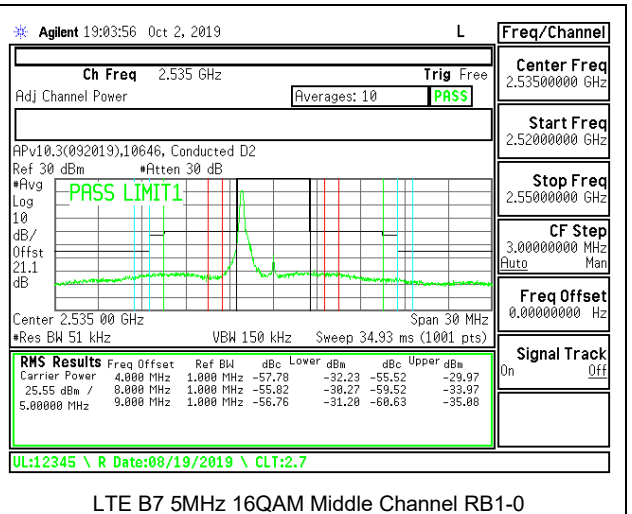 Agilent 19:03:56 Oct 2, 2019 L
Ch Freq 2.535 GHz Trig Free
Adj Channel Power Averages: 10 PASS
APv10.3(092019),10646, Conducted D2
Ref 30 dBm #Atten 30 dB
#Avg
Log
10
dB/
Offst
21.1
dB
PASS LIMIT1
Center 2.535 00 GHz Span 30 MHz
#Res BW 51 kHz VBW 150 kHz Sweep 34.93 ms (1001 pts)
RMS Results Freq Offset Ref BW dBc Lower dBm dBc Upper dBm
Carrier Power 4.000 MHz 1.000 MHz -57.78 -32.23 -55.52 -29.97
25.55 dBm / 8.000 MHz 1.000 MHz -55.82 -30.27 -59.52 -33.97
5.00000 MHz 9.000 MHz 1.000 MHz -56.76 -31.20 -60.63 -35.08
UL:12345 \ R Date:08/19/2019 \ CLT:2.7
Freq/Channel
Center Freq
2.53500000 GHz
Start Freq
2.52000000 GHz
Stop Freq
2.55000000 GHz
CF Step
3.00000000 MHz
Auto Man
Freq Offset
0.00000000 Hz
Signal Track
On Off
LTE B7 5MHz 16QAM Middle Channel RB1-0